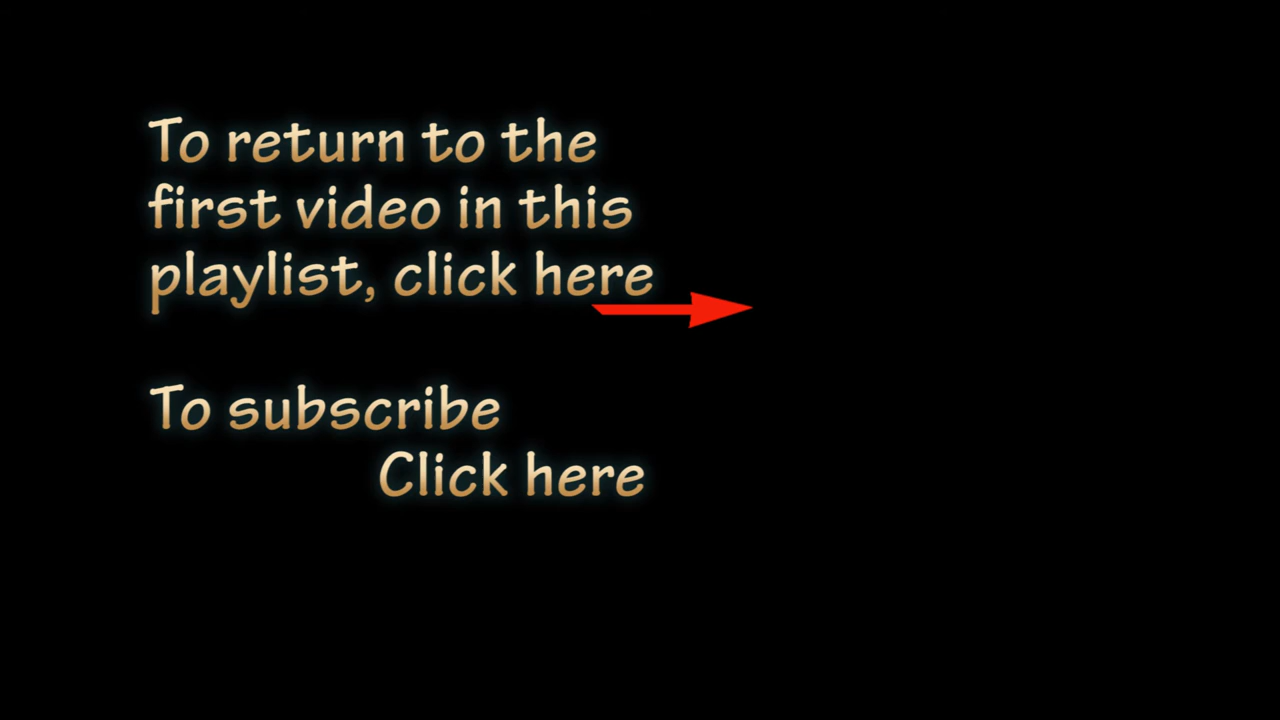 To return to the
first video in this
playlist, click here
To subscribe
Click here